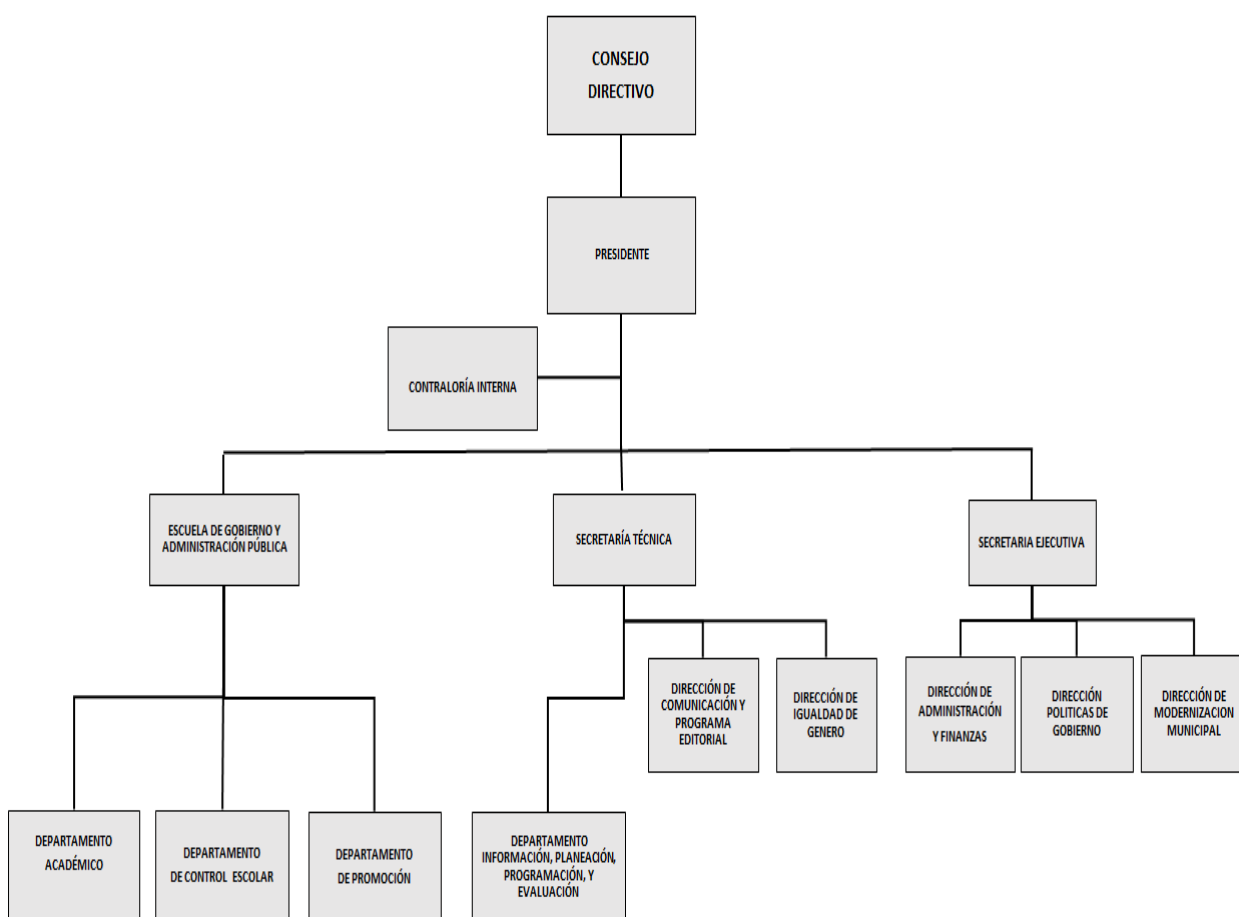 CONSEJO
DIRECTIVO
PRESIDENTE
CONTRALORÍA INTERNA
ESCUELA DE GOBIERNO Y
ADMINISTRACIÓN PÚBLICA
SECRETARÍA TÉCNICA
SECRETARIA EJECUTIVA
DIRECCIÓN DE
COMUNICACIÓN Y
PROGRAMA
EDITORIAL
DIRECCIÓN DE
IGUALDAD DE
GENERO
DIRECCIÓN DE
ADMINISTRACIÓN
Y FINANZAS
DIRECCIÓN
POLITICAS DE
GOBIERNO
DIRECCIÓN DE
MODERNIZACION
MUNICIPAL
DEPARTAMENTO
ACADÉMICO
DEPARTAMENTO
DE CONTROL ESCOLAR
DEPARTAMENTO
DE PROMOCIÓN
DEPARTAMENTO
INFORMACIÓN, PLANEACIÓN,
PROGRAMACIÓN, Y
EVALUACIÓN